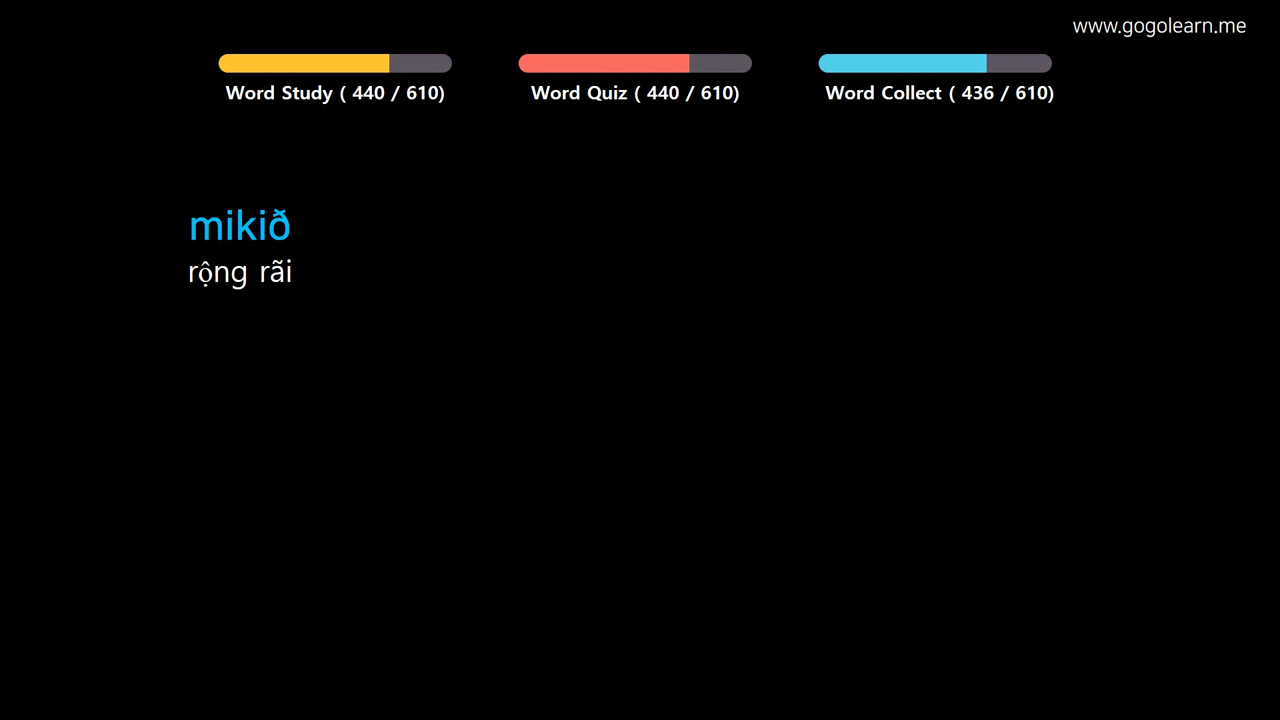 www.gogolearn.me
Word Study ( 440 / 610)
Word Quiz ( 440 / 610)
Word Collect ( 436 / 610)
mikið
rộng rãi